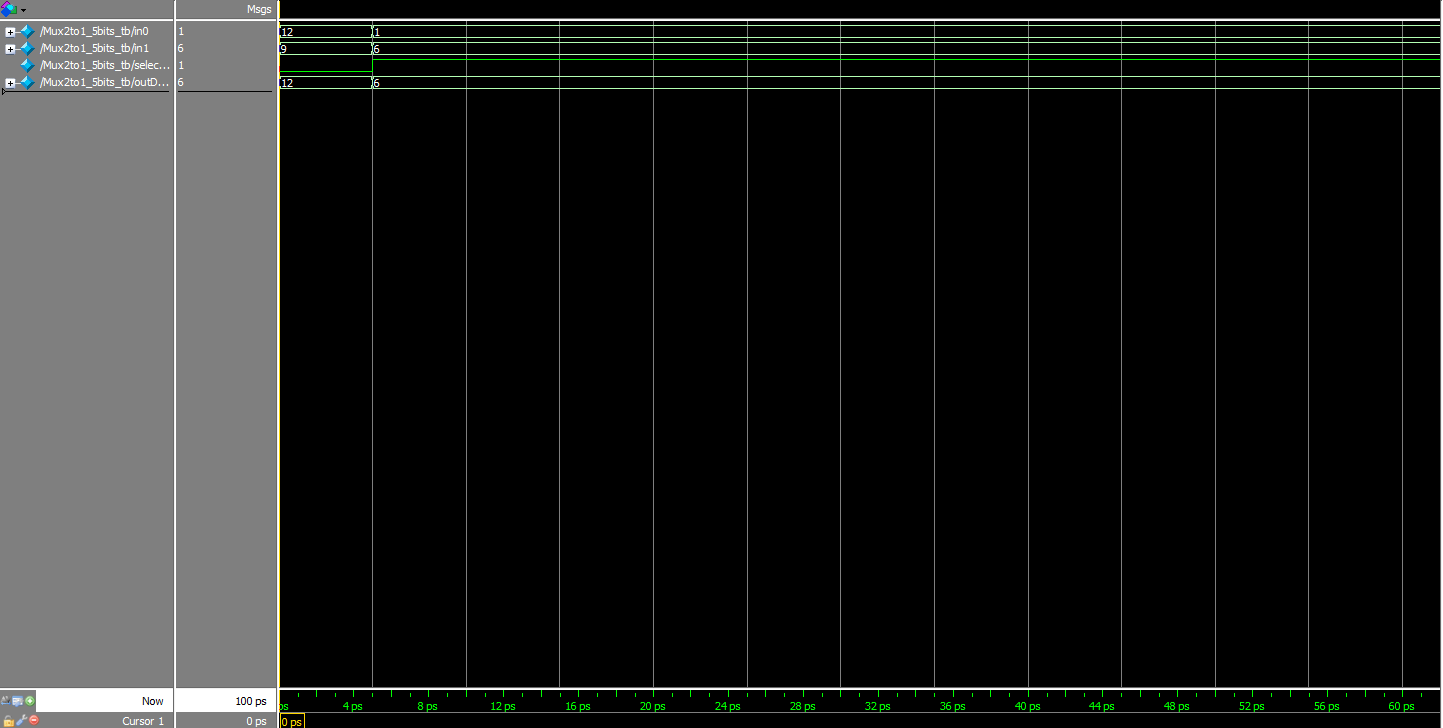 Msgs
/Mux2to1_5bits_tb/in0 1 12 1
/Mux2to1_5bits_tb/in1 6 9 6
/Mux2to1_5bits_tb/selec... 1
/Mux2to1_5bits_tb/outD... 6 12 6
Now 100 ps ps 4 ps 8 ps 12 ps 16 ps 20 ps 24 ps 28 ps 32 ps 36 ps 40 ps 44 ps 48 ps 52 ps 56 ps 60 ps
Cursor 1 0 ps 0 ps